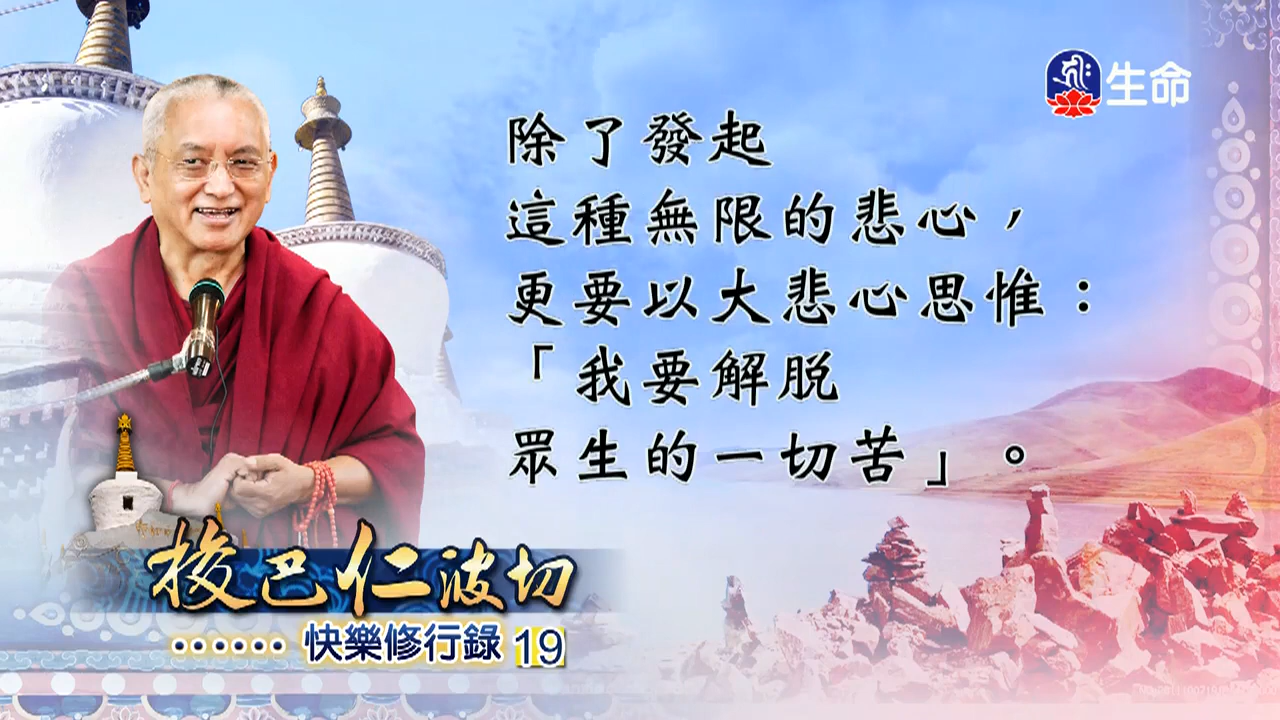 生命
除了發起
這種無限的悲心，
更要以大悲心思惟：
「我要解脫
眾生的一切苦」。
梭巴仁波切
……快樂修行錄19